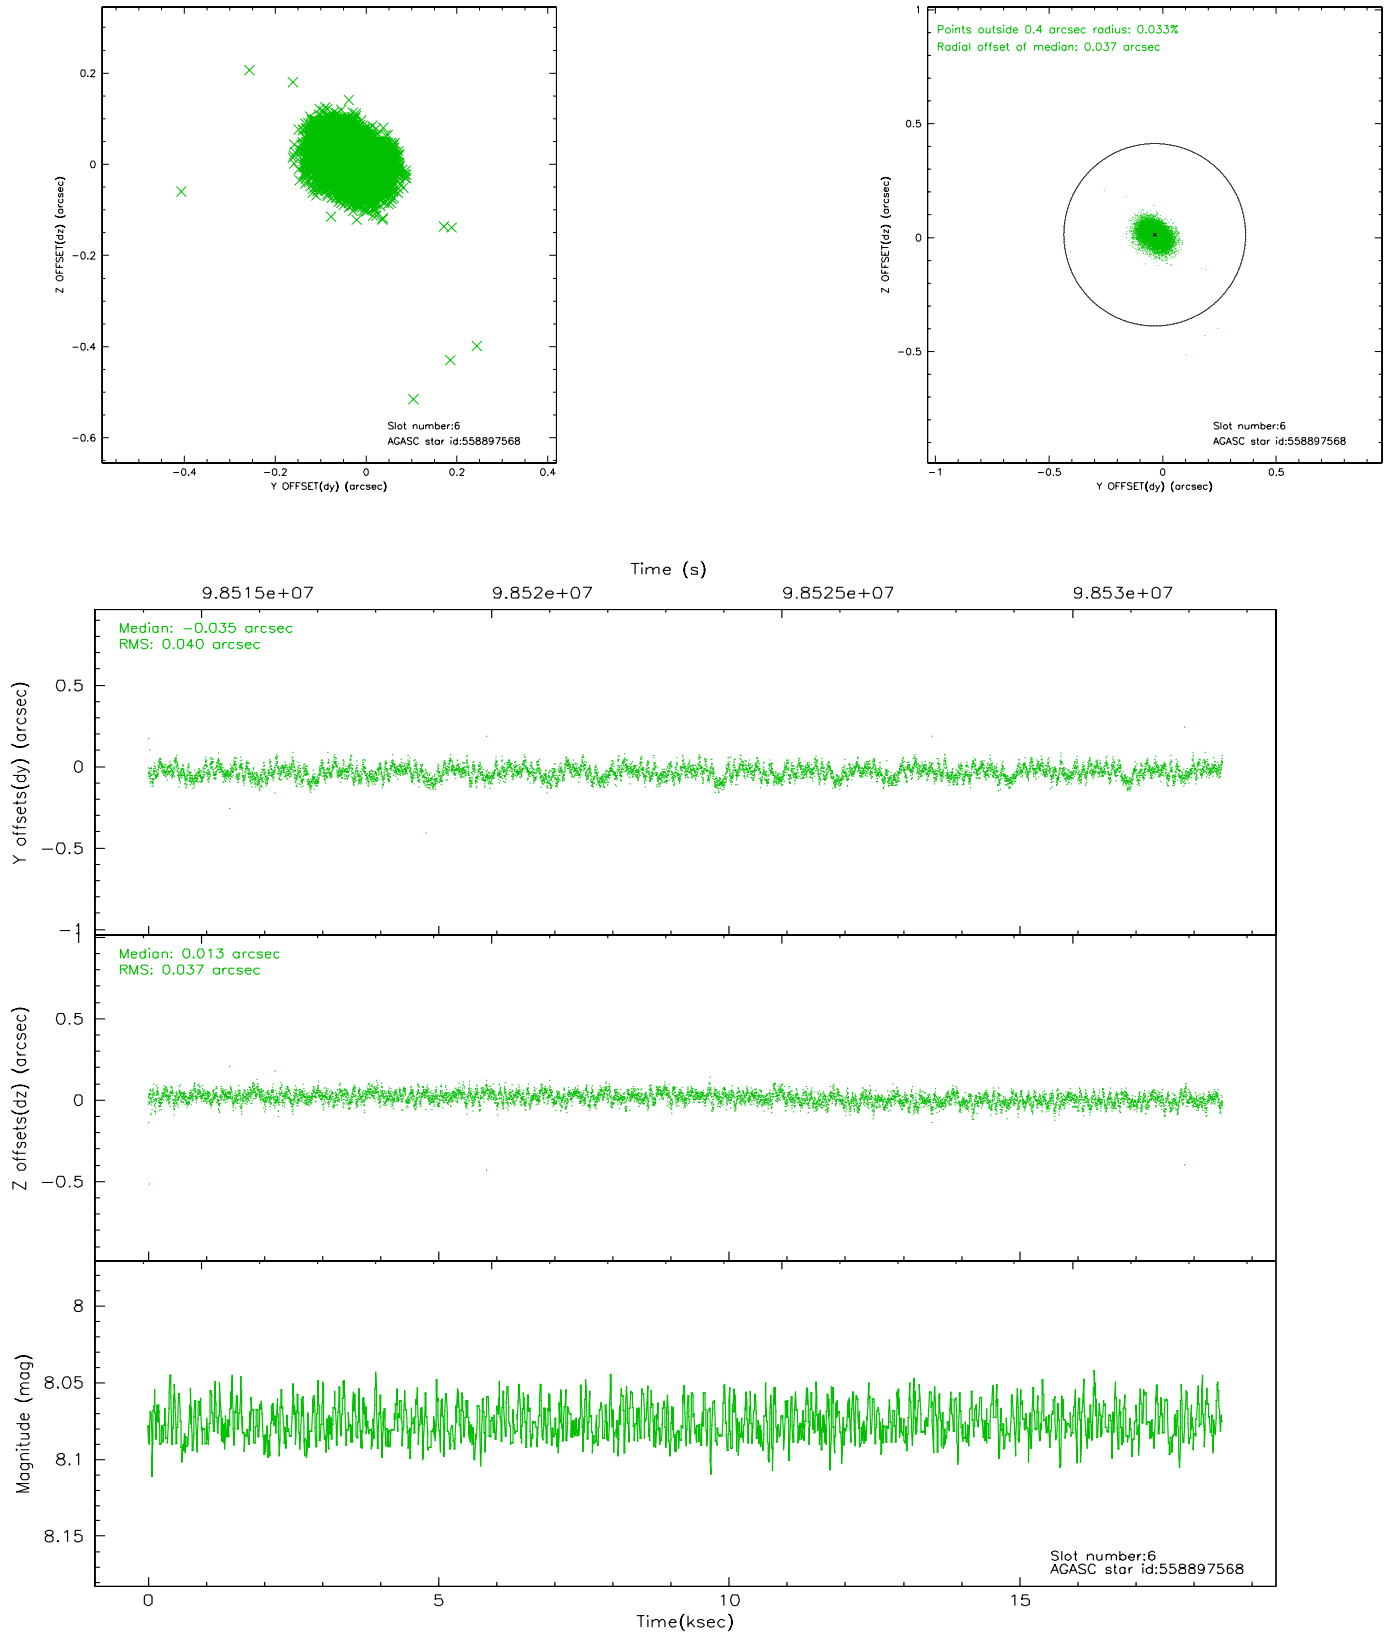 0.2
0
−0.2
−0.4
−0.6
Z OFFSET(dz) (arcsec)
Slot number:6
AGASC star id:558897568
−0.4
−0.2
0
0.2
0.4
Y OFFSET(dy) (arcsec)
Points outside 0.4 arcsec radius: 0.033%
Radial offset of median: 0.037 arcsec
1
0.5
0
−0.5
Z OFFSET(dz) (arcsec)
Slot number:6
AGASC star id:558897568
−1
−0.5
0
0.5
Y OFFSET(dy) (arcsec)
Time (s)
9.8515e+07
9.852e+07
9.8525e+07
9.853e+07
Median: −0.035 arcsec
RMS: 0.040 arcsec
0.5
0
−0.5
−1
Y offsets(dy) (arcsec)
Median: 0.013 arcsec
RMS: 0.037 arcsec
1
0.5
0
−0.5
Z offsets(dz) (arcsec)
8
8.05
8.1
8.15
Magnitude (mag)
Slot number:6
AGASC star id:558897568
0
5
10
15
Time(ksec)